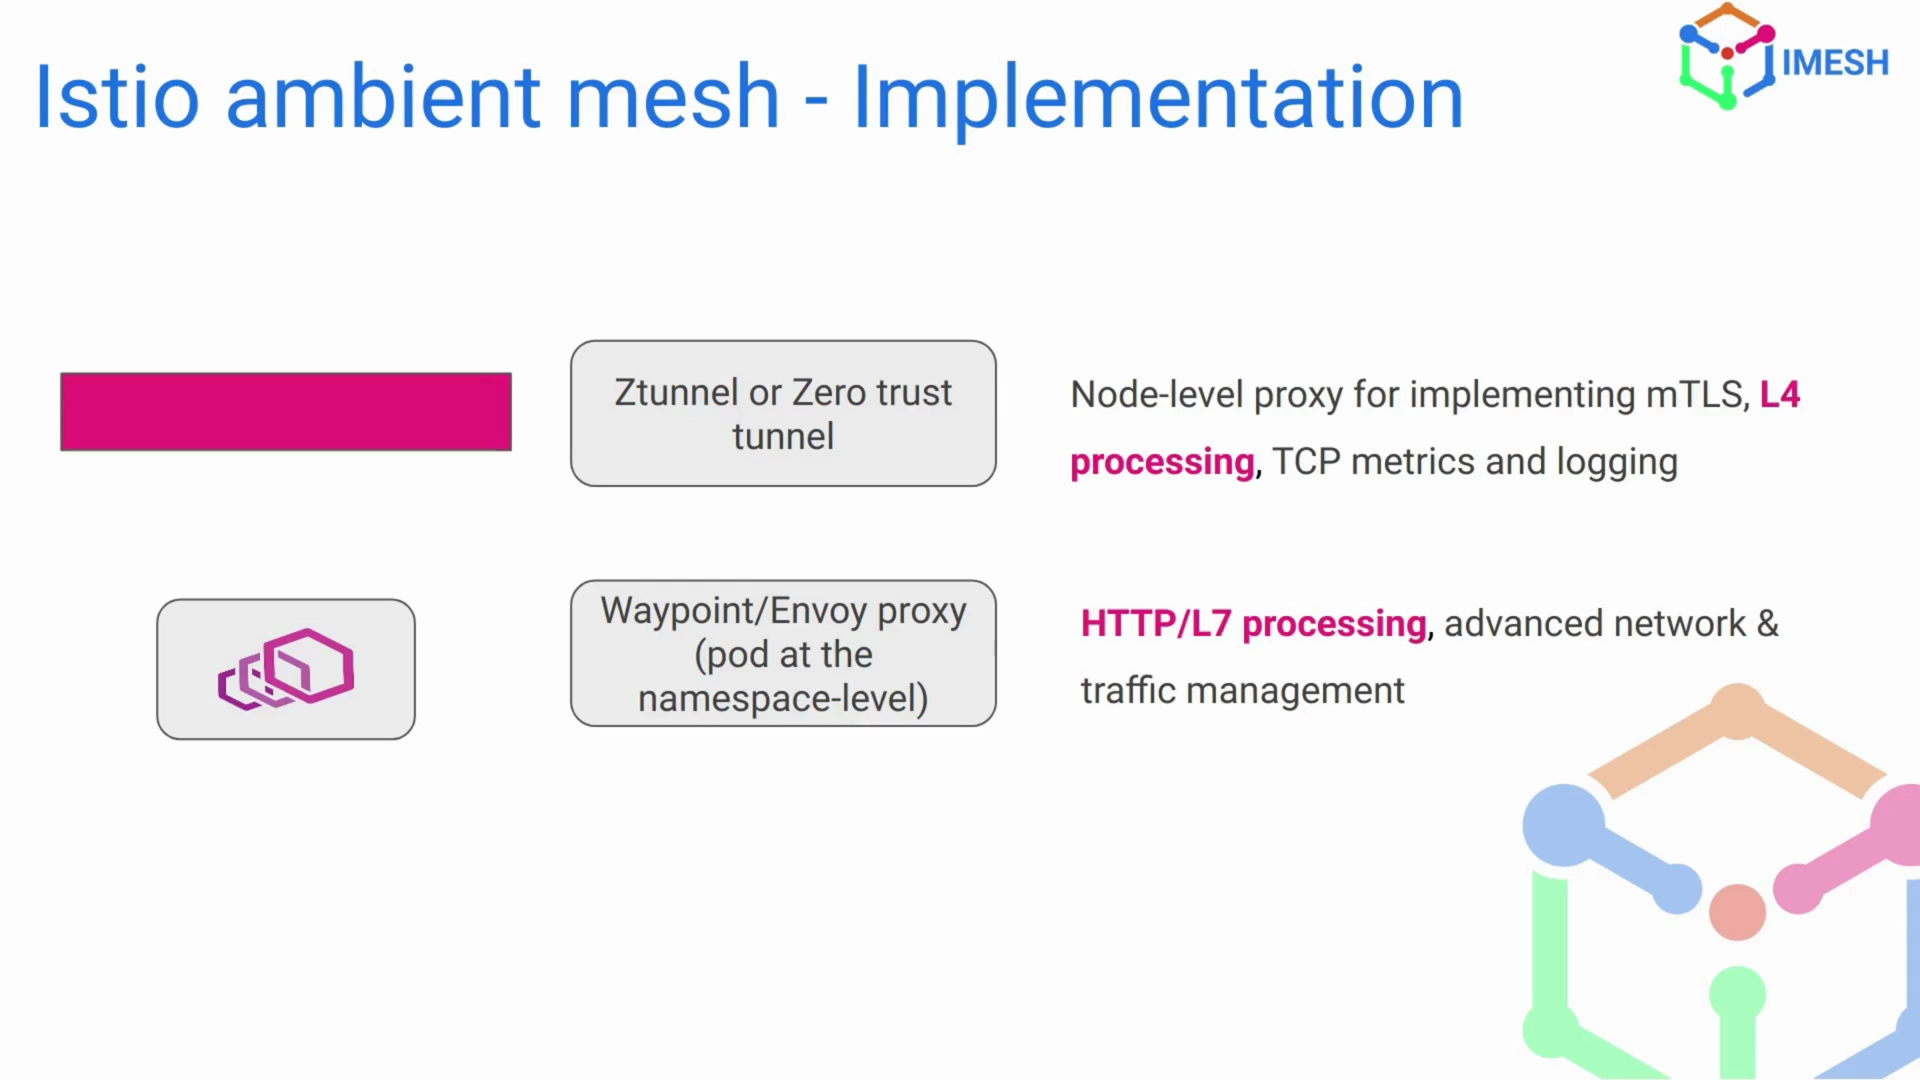 Istio ambient mesh - Implementation
IMESH
Ztunnel or Zero trust
tunnel
Node-level proxy for implementing mTLS, L4
processing, TCP metrics and logging
Waypoint/Envoy proxy
(pod at the
namespace-level)
HTTP/L7 processing, advanced network &
traffic management